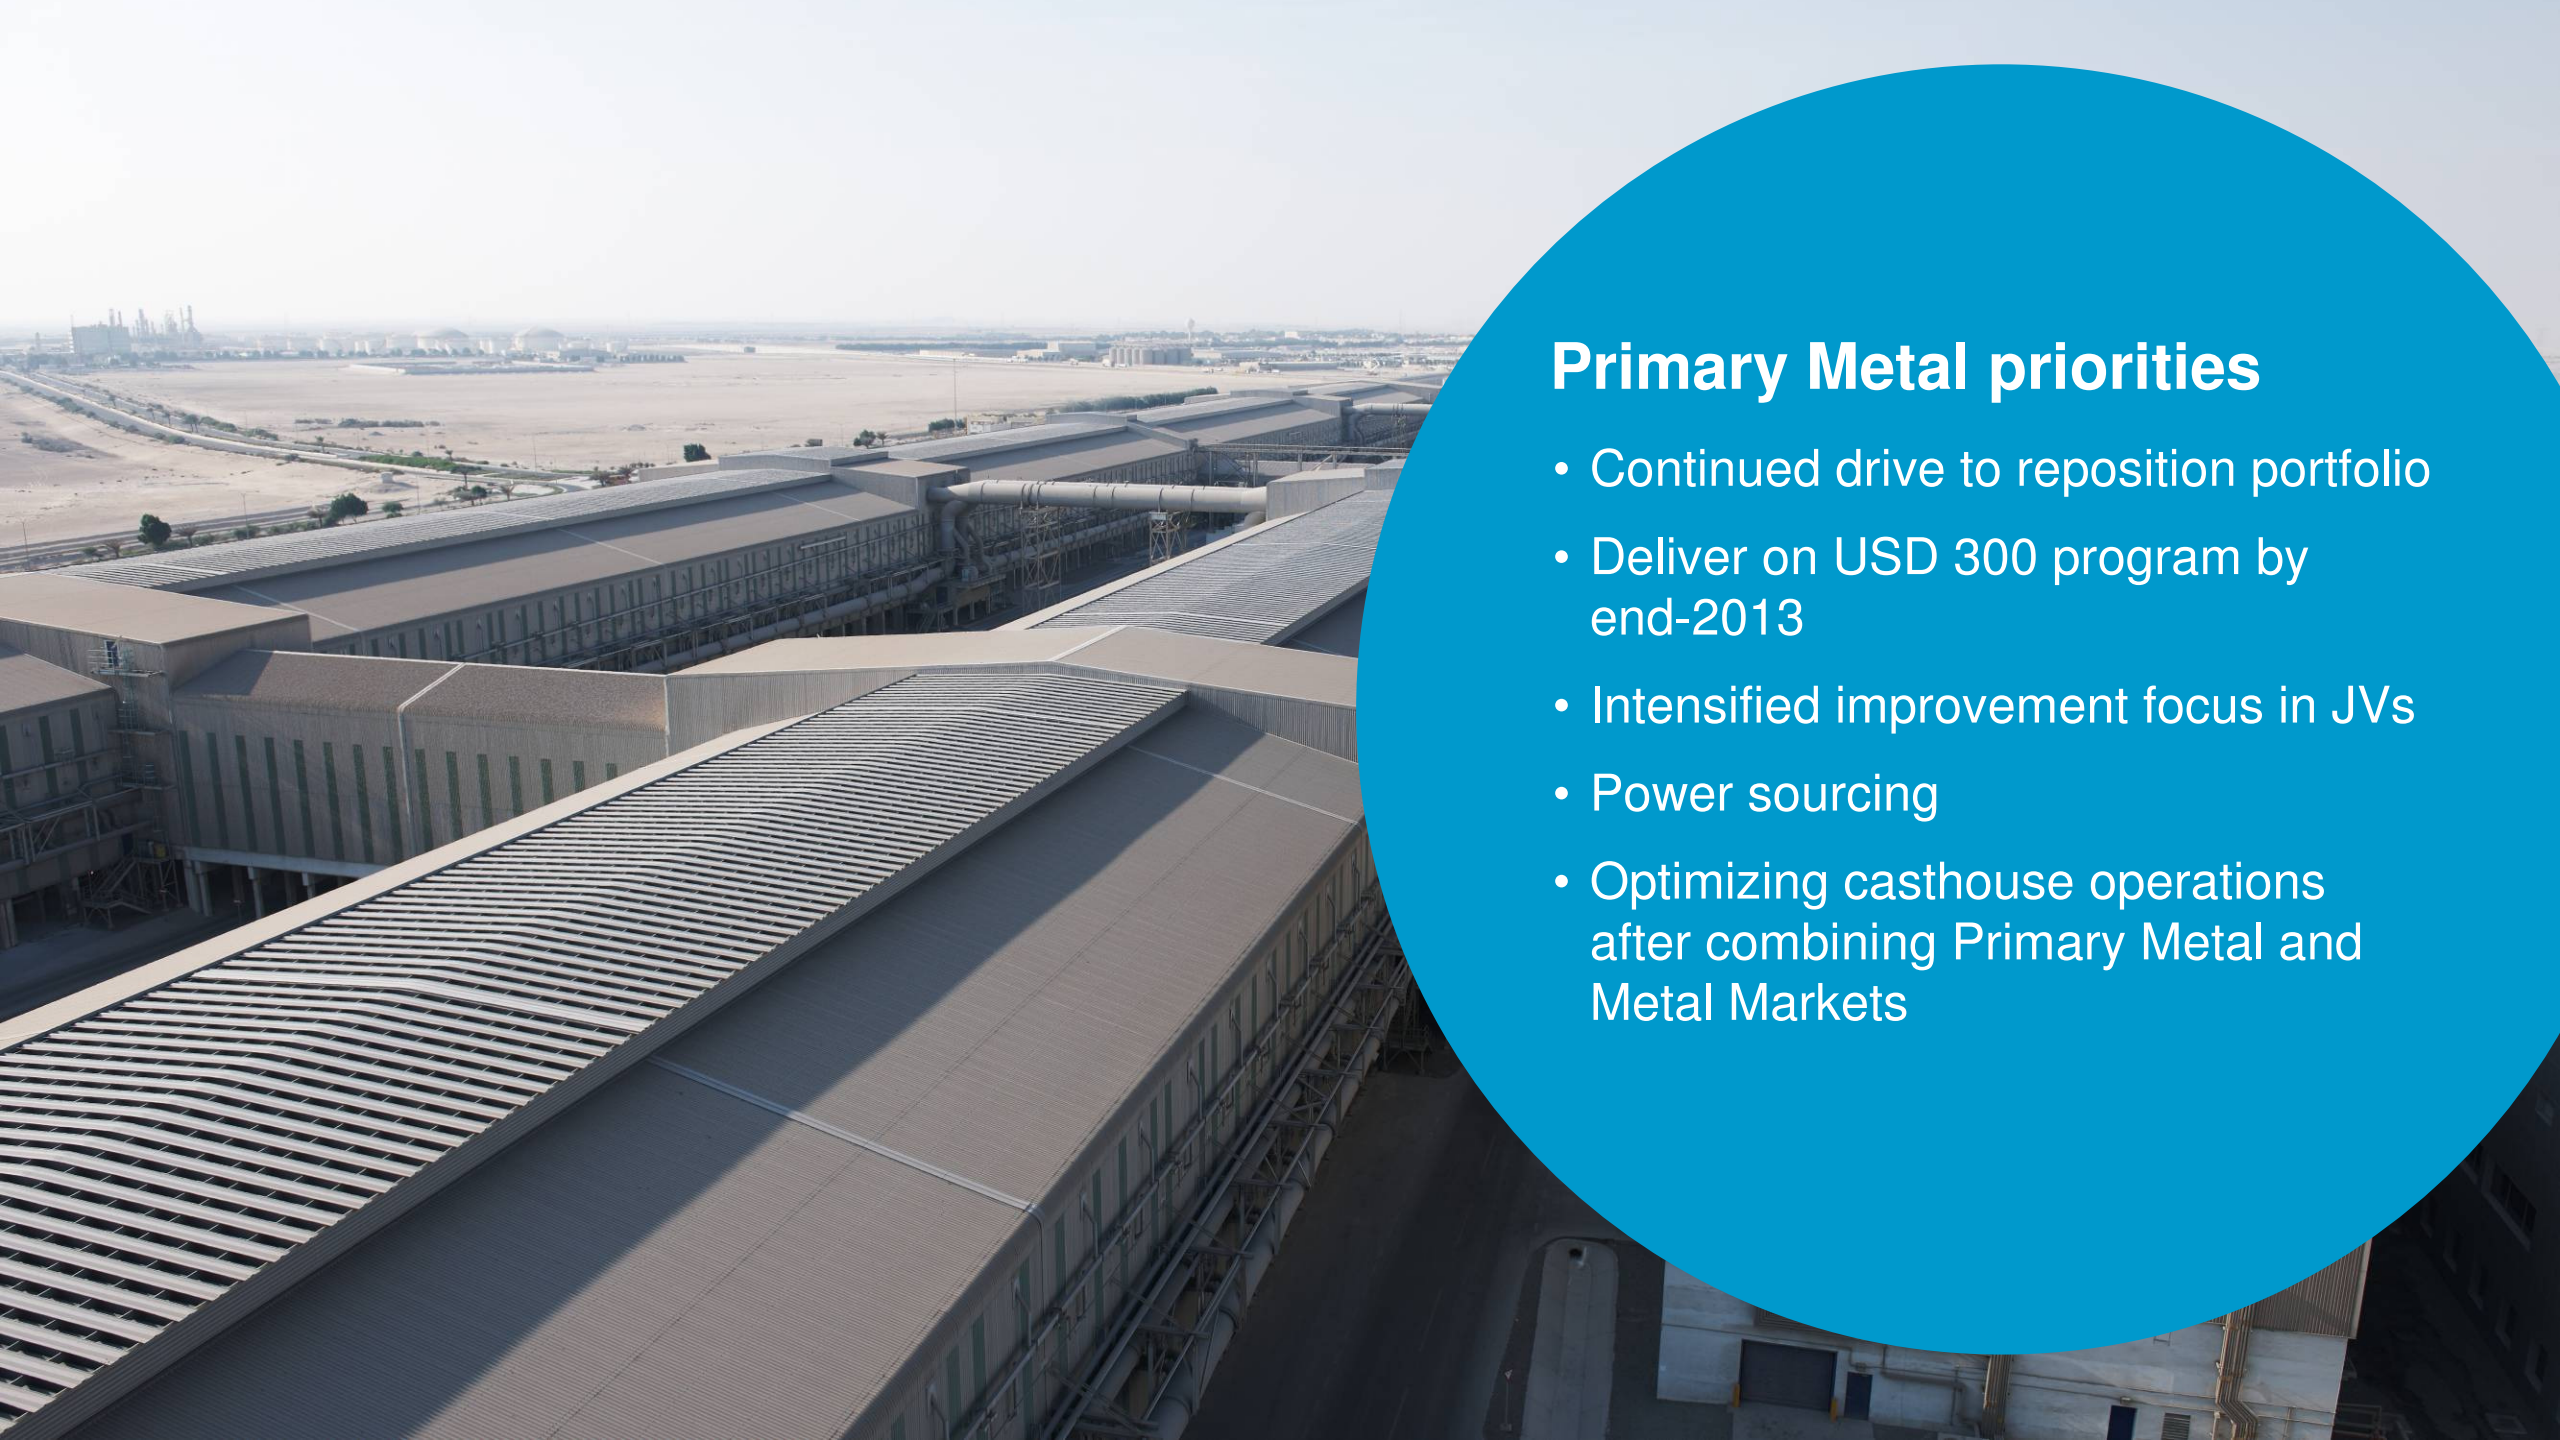 Primary Metal priorities
• Continued drive to reposition portfolio
• Deliver on USD 300 program by
end-2013
• Intensified improvement focus in JVs
• Power sourcing
• Optimizing casthouse operations
after combining Primary Metal and
Metal Markets